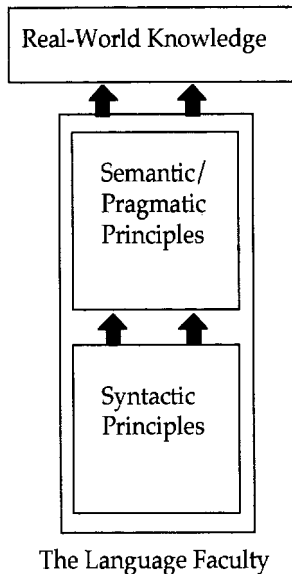 Real-World Knowledge
Semantic/
Pragmatic
Principles
Syntactic
Principles
The Language Faculty